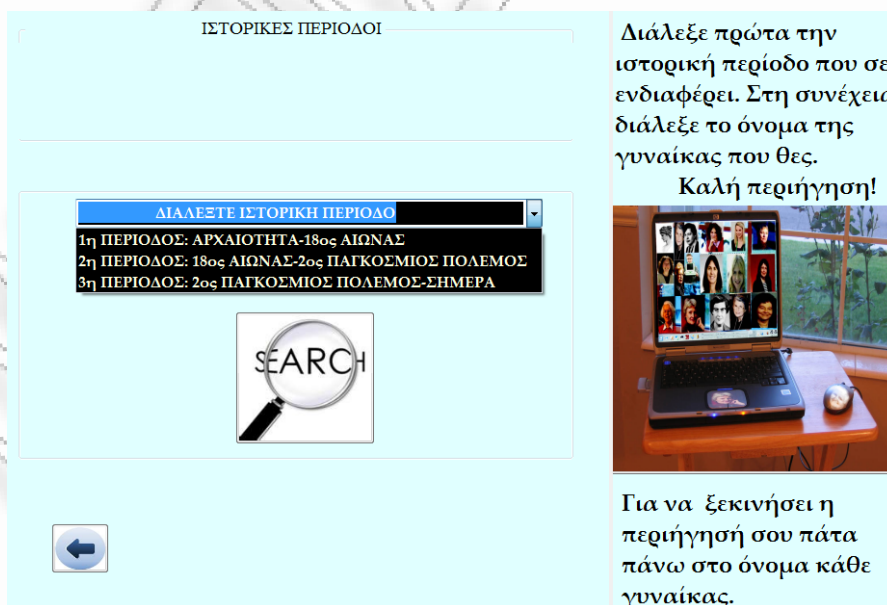 ΙΣΤΟΡΙΚΕΣ ΠΕΡΙΟΔΟΙ
ΔΙΑΛΕΞΤΕ ΙΣΤΟΡΙΚΗ ΠΕΡΙΟΔΟ
1η ΠΕΡΙΟΔΟΣ: ΑΡΧΑΙΟΤΗΤΑ-18ος ΑΙΩΝΑΣ
2η ΠΕΡΙΟΔΟΣ: 18ος ΑΙΩΝΑΣ-2ος ΠΑΓΚΟΣΜΙΟΣ ΠΟΛΕΜΟΣ
3η ΠΕΡΙΟΔΟΣ: 2ος ΠΑΓΚΟΣΜΙΟΣ ΠΟΛΕΜΟΣ-ΣΗΜΕΡΑ
SEARCH
Διάλεξε πρώτα την
ιστορική περίοδο που σε
ενδιαφέρει. Στη συνέχεια
διάλεξε το όνομα της
γυναίκας που θες.
Καλή περιήγηση!
Για να ξεκινήσει η
περιήγησή σου πάτα
πάνω στο όνομα κάθε
γυναίκας.